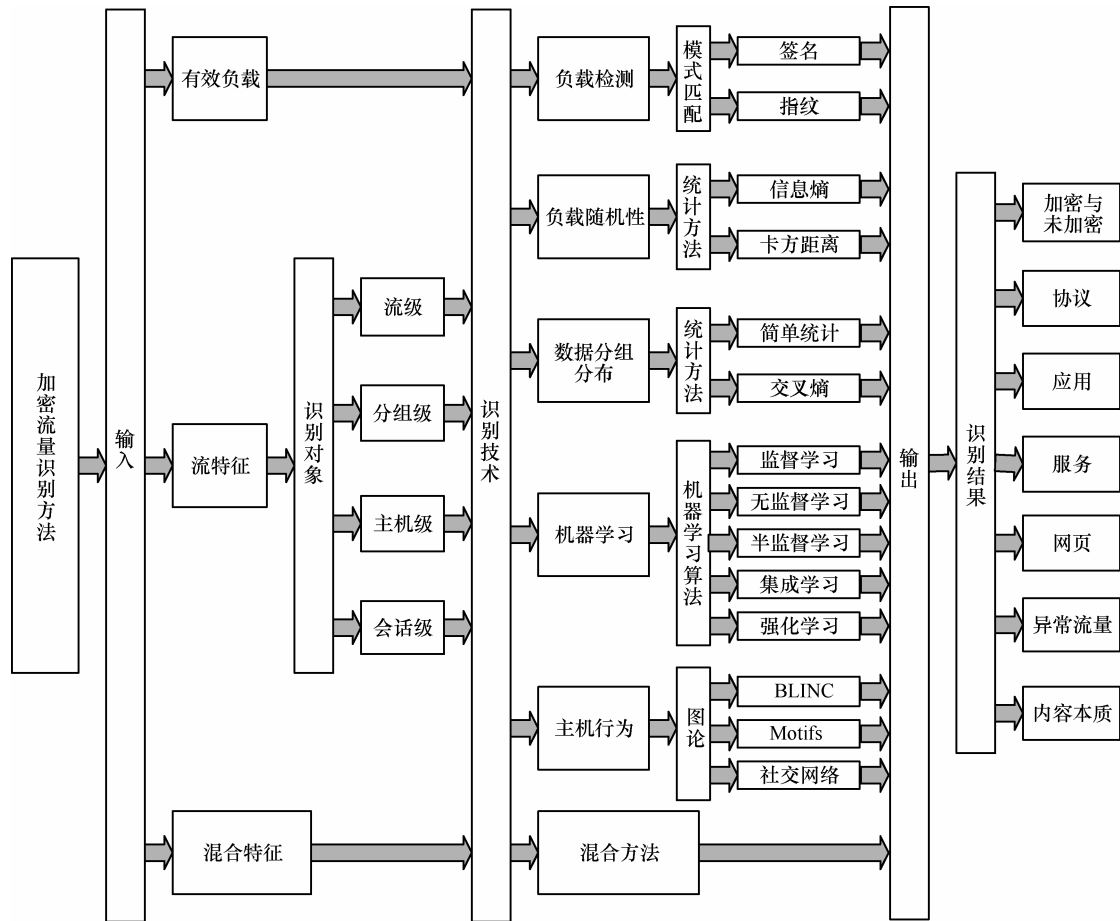 加密流量识别方法
输入
有效负载
流特征
混合特征
识别对象
流级
分组级
主机级
会话级
识别技术
负载检测
负载随机性
数据分组
分布
机器学习
主机行为
混合方法
模式匹配
统计方法
统计方法
机器学习算法
图论
签名
指纹
信息熵
卡方距离
简单统计
交叉熵
监督学习
无监督学习
半监督学习
集成学习
强化学习
BLINC
Motifs
社交网络
输出
识别结果
加密与
未加密
协议
应用
服务
网页
异常流量
内容本质